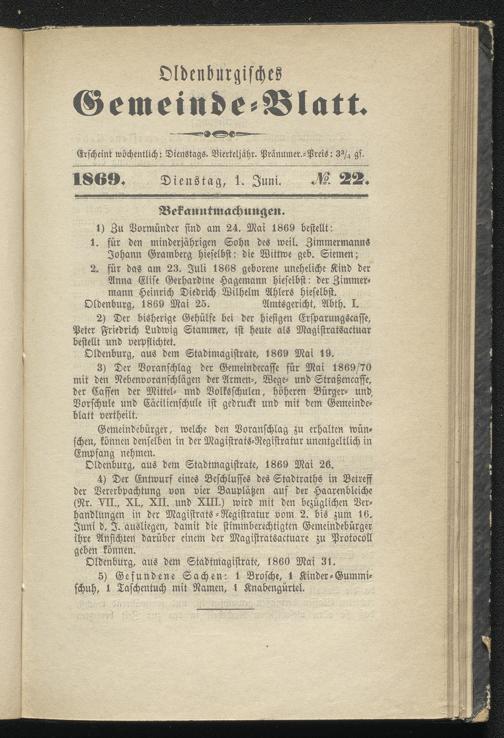 Oldenburgisches
Gemeinde-Blatt.
Erscheint wöchentlich: Dienstags. Vierteljähr. Pränumer.-Preis: 3¾ gs.
1869. Dienstag, 1. Juni. № 22.
Bekanntmachungen.
1) Zu Vormünder sind am 24. Mai 1869 bestellt:
1. für den minderjährigen Sohn des weil. Zimmermanns
Johann Gramberg hieselbst: die Wittwe geb. Siemen;
2. für das am 23. Juli 1868 geborene uneheliche Kind der
Anna Elise Gerhardine Hagemann hieselbst: der Zimmer-
mann Heinrich Diedrich Wilhelm Ahlers hieselbst.
Oldenburg, 1869 Mai 25. Amtsgericht, Abth. I.
2) Der bisherige Gehülfe bei der hiesigen Ersparungscasse,
Peter Friedrich Ludwig Stammer, ist heute als Magistratsactuar
bestellt und verpflichtet.
Oldenburg, aus dem Stadtmagistrate, 1869 Mai 19.
3) Der Voranschlag der Gemeindecasse für Mai 1869/70
mit den Nebenvoranschlägen der Armen-, Wege- und Straßencasse,
der Cassen der Mittel- und Volksschulen, höheren Bürger- und
Vorschule und Cäcilienschule ist gedruckt und mit dem Gemeinde-
blatt vertheilt.
Gemeindebürger, welche den Voranschlag zu erhalten wün-
schen, können denselben in der Magistrats-Registratur unentgeltlich in
Empfang nehmen.
Oldenburg, aus dem Stadtmagistrate, 1869 Mai 26.
4) Der Entwurf eines Beschlusses des Stadtraths in Betreff
der Vererbpachtung von vier Bauplätzen auf der Haarenbleiche
(Nr. VII., XI., XII. und XIII.) wird mit den bezüglichen Ver-
handlungen in der Magistrats-Registratur vom 2. bis zum 16.
Juni d. J. ausliegen, damit die stimmberechtigten Gemeindebürger
ihre Ansichten darüber einem der Magistratsactuare zu Protocoll
geben können.
Oldenburg, aus dem Stadtmagistrate, 1860 Mai 31.
5) Gefundene Sachen: 1 Brosche, 1 Kinder-Gummi-
schuh, 1 Taschentuch mit Namen, 1 Knabengürtel.